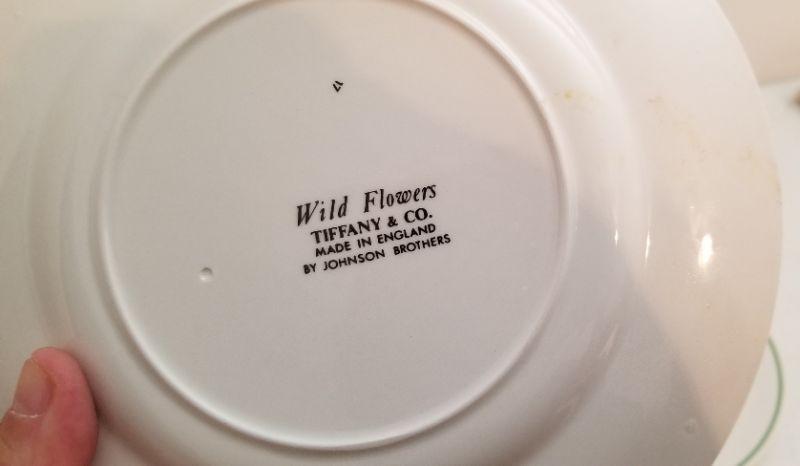 Wild Flowers
TIFFANY & CO.
MADE IN ENGLAND
BY JOHNSON BROTHERS